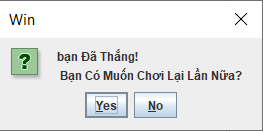 Win
bạn Đã Thắng!
Bạn Có Muốn Chơi Lại Lần Nữa?
Yes No